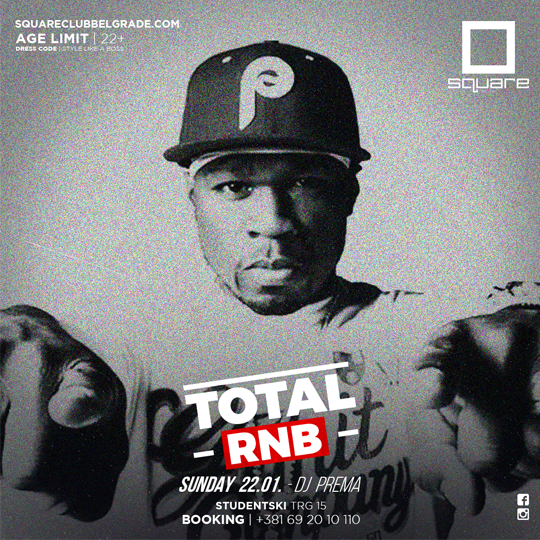 SQUARECLUBBELGRADE.COM
AGE LIMIT | 22+
DRESS CODE | STYLE LIKE A BOSS
square
P
TOTAL
- RNB -
SUNDAY 22.01. - DJ PREMA
STUDENTSKI TRG 15
BOOKING | +381 69 20 10 110